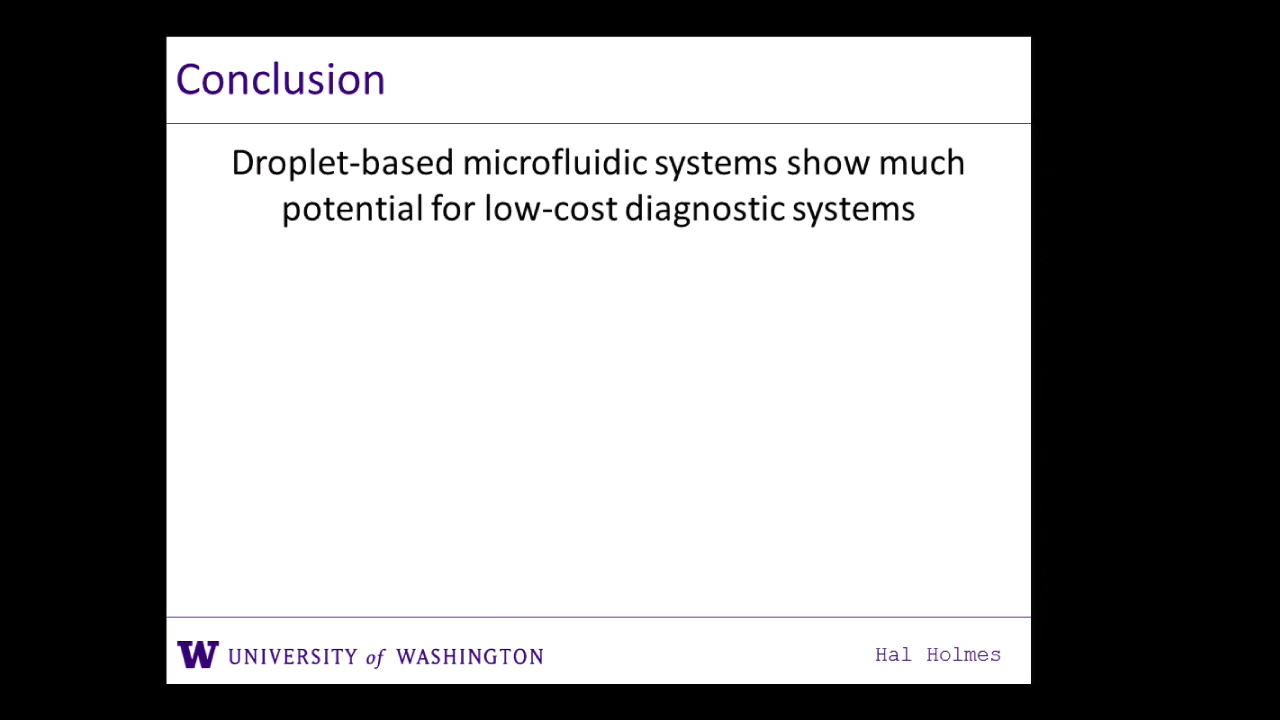 Conclusion
Droplet-based microfluidic systems show much
potential for low-cost diagnostic systems
W UNIVERSITY of WASHINGTON
Hal Holmes